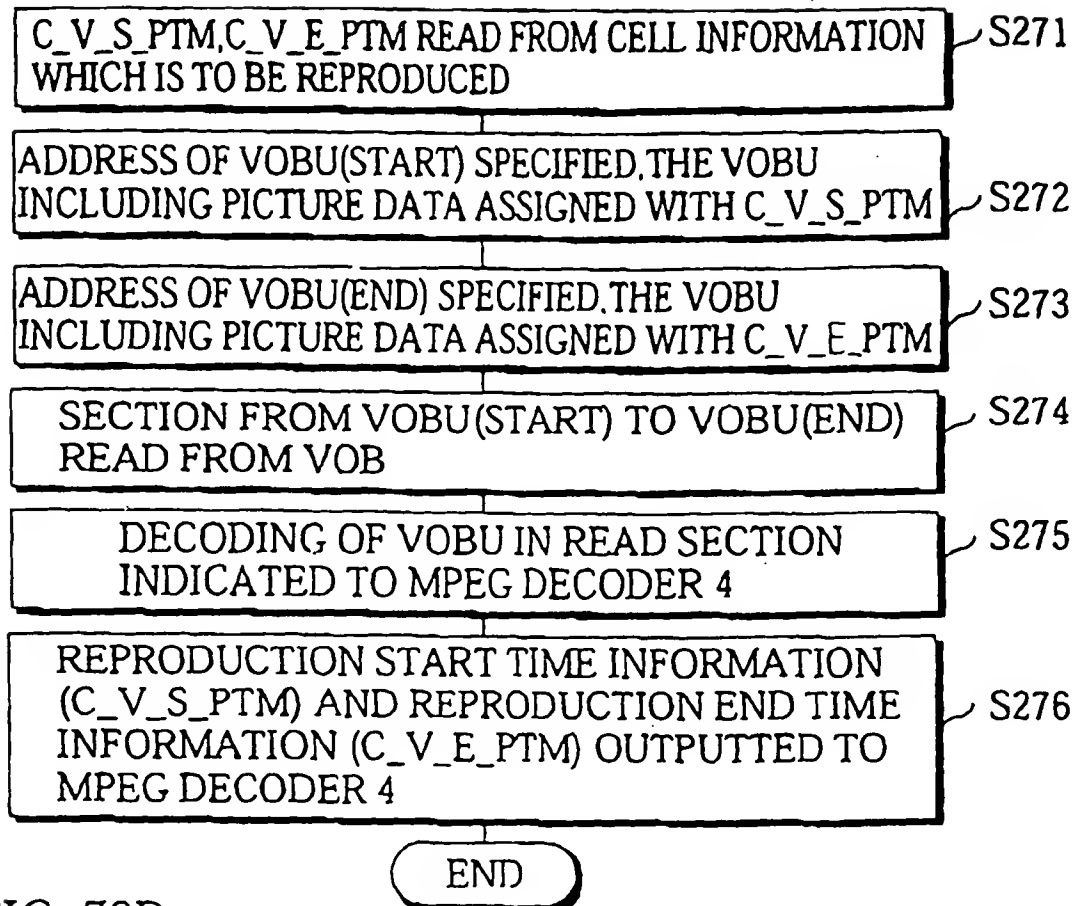 C_V_S_PTM,C_V_E_PTM READ FROM CELL INFORMATION
WHICH IS TO BE REPRODUCED
S271
ADDRESS OF VOBU(START) SPECIFIED,THE VOBU
INCLUDING PICTURE DATA ASSIGNED WITH C_V_S_PTM
S272
ADDRESS OF VOBU(END) SPECIFIED,THE VOBU
INCLUDING PICTURE DATA ASSIGNED WITH C_V_E_PTM
S273
SECTION FROM VOBU(START) TO VOBU(END)
READ FROM VOB
S274
DECODING OF VOBU IN READ SECTION
INDICATED TO MPEG DECODER 4
S275
REPRODUCTION START TIME INFORMATION
(C_V_S_PTM) AND REPRODUCTION END TIME
INFORMATION (C_V_E_PTM) OUTPUTTED TO
MPEG DECODER 4
S276
END